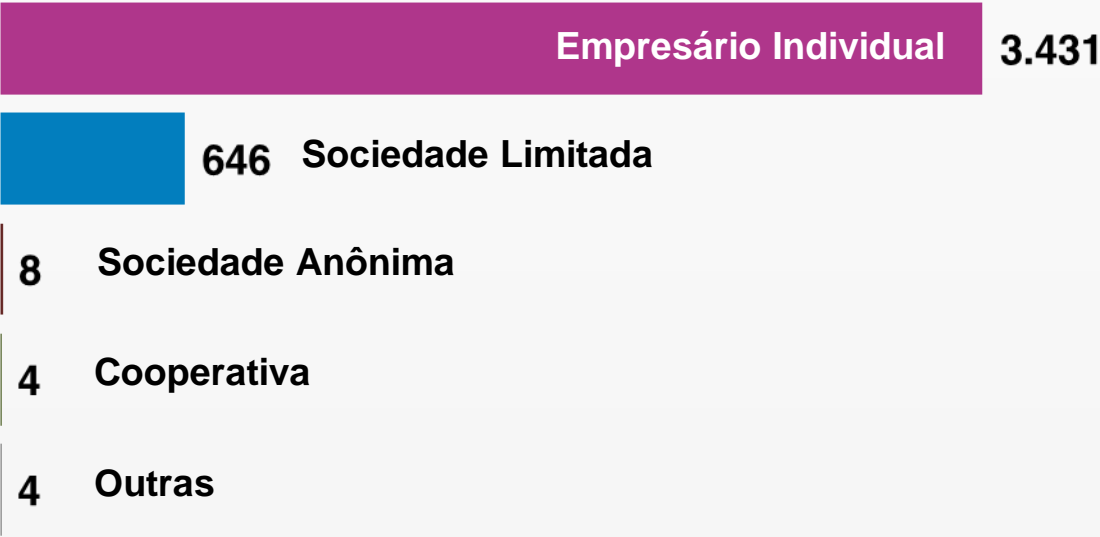 Empresário Individual 3.431
646 Sociedade Limitada
8 Sociedade Anônima
4 Cooperativa
4 Outras